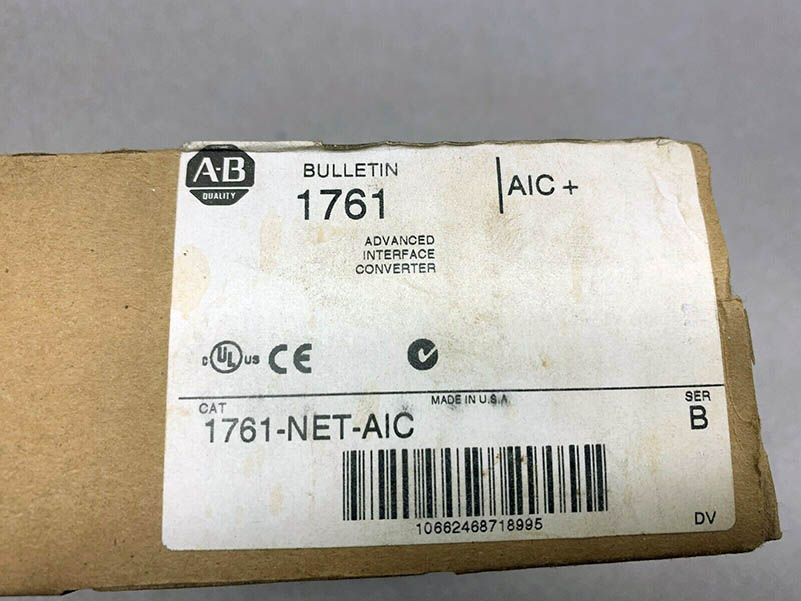 A-B
QUALITY
BULLETIN
1761
AIC +
ADVANCED
INTERFACE
CONVERTER
C UL US CE
MADE IN U.S.A.
CAT
1761-NET-AIC
SER
B
10662468718995
DV